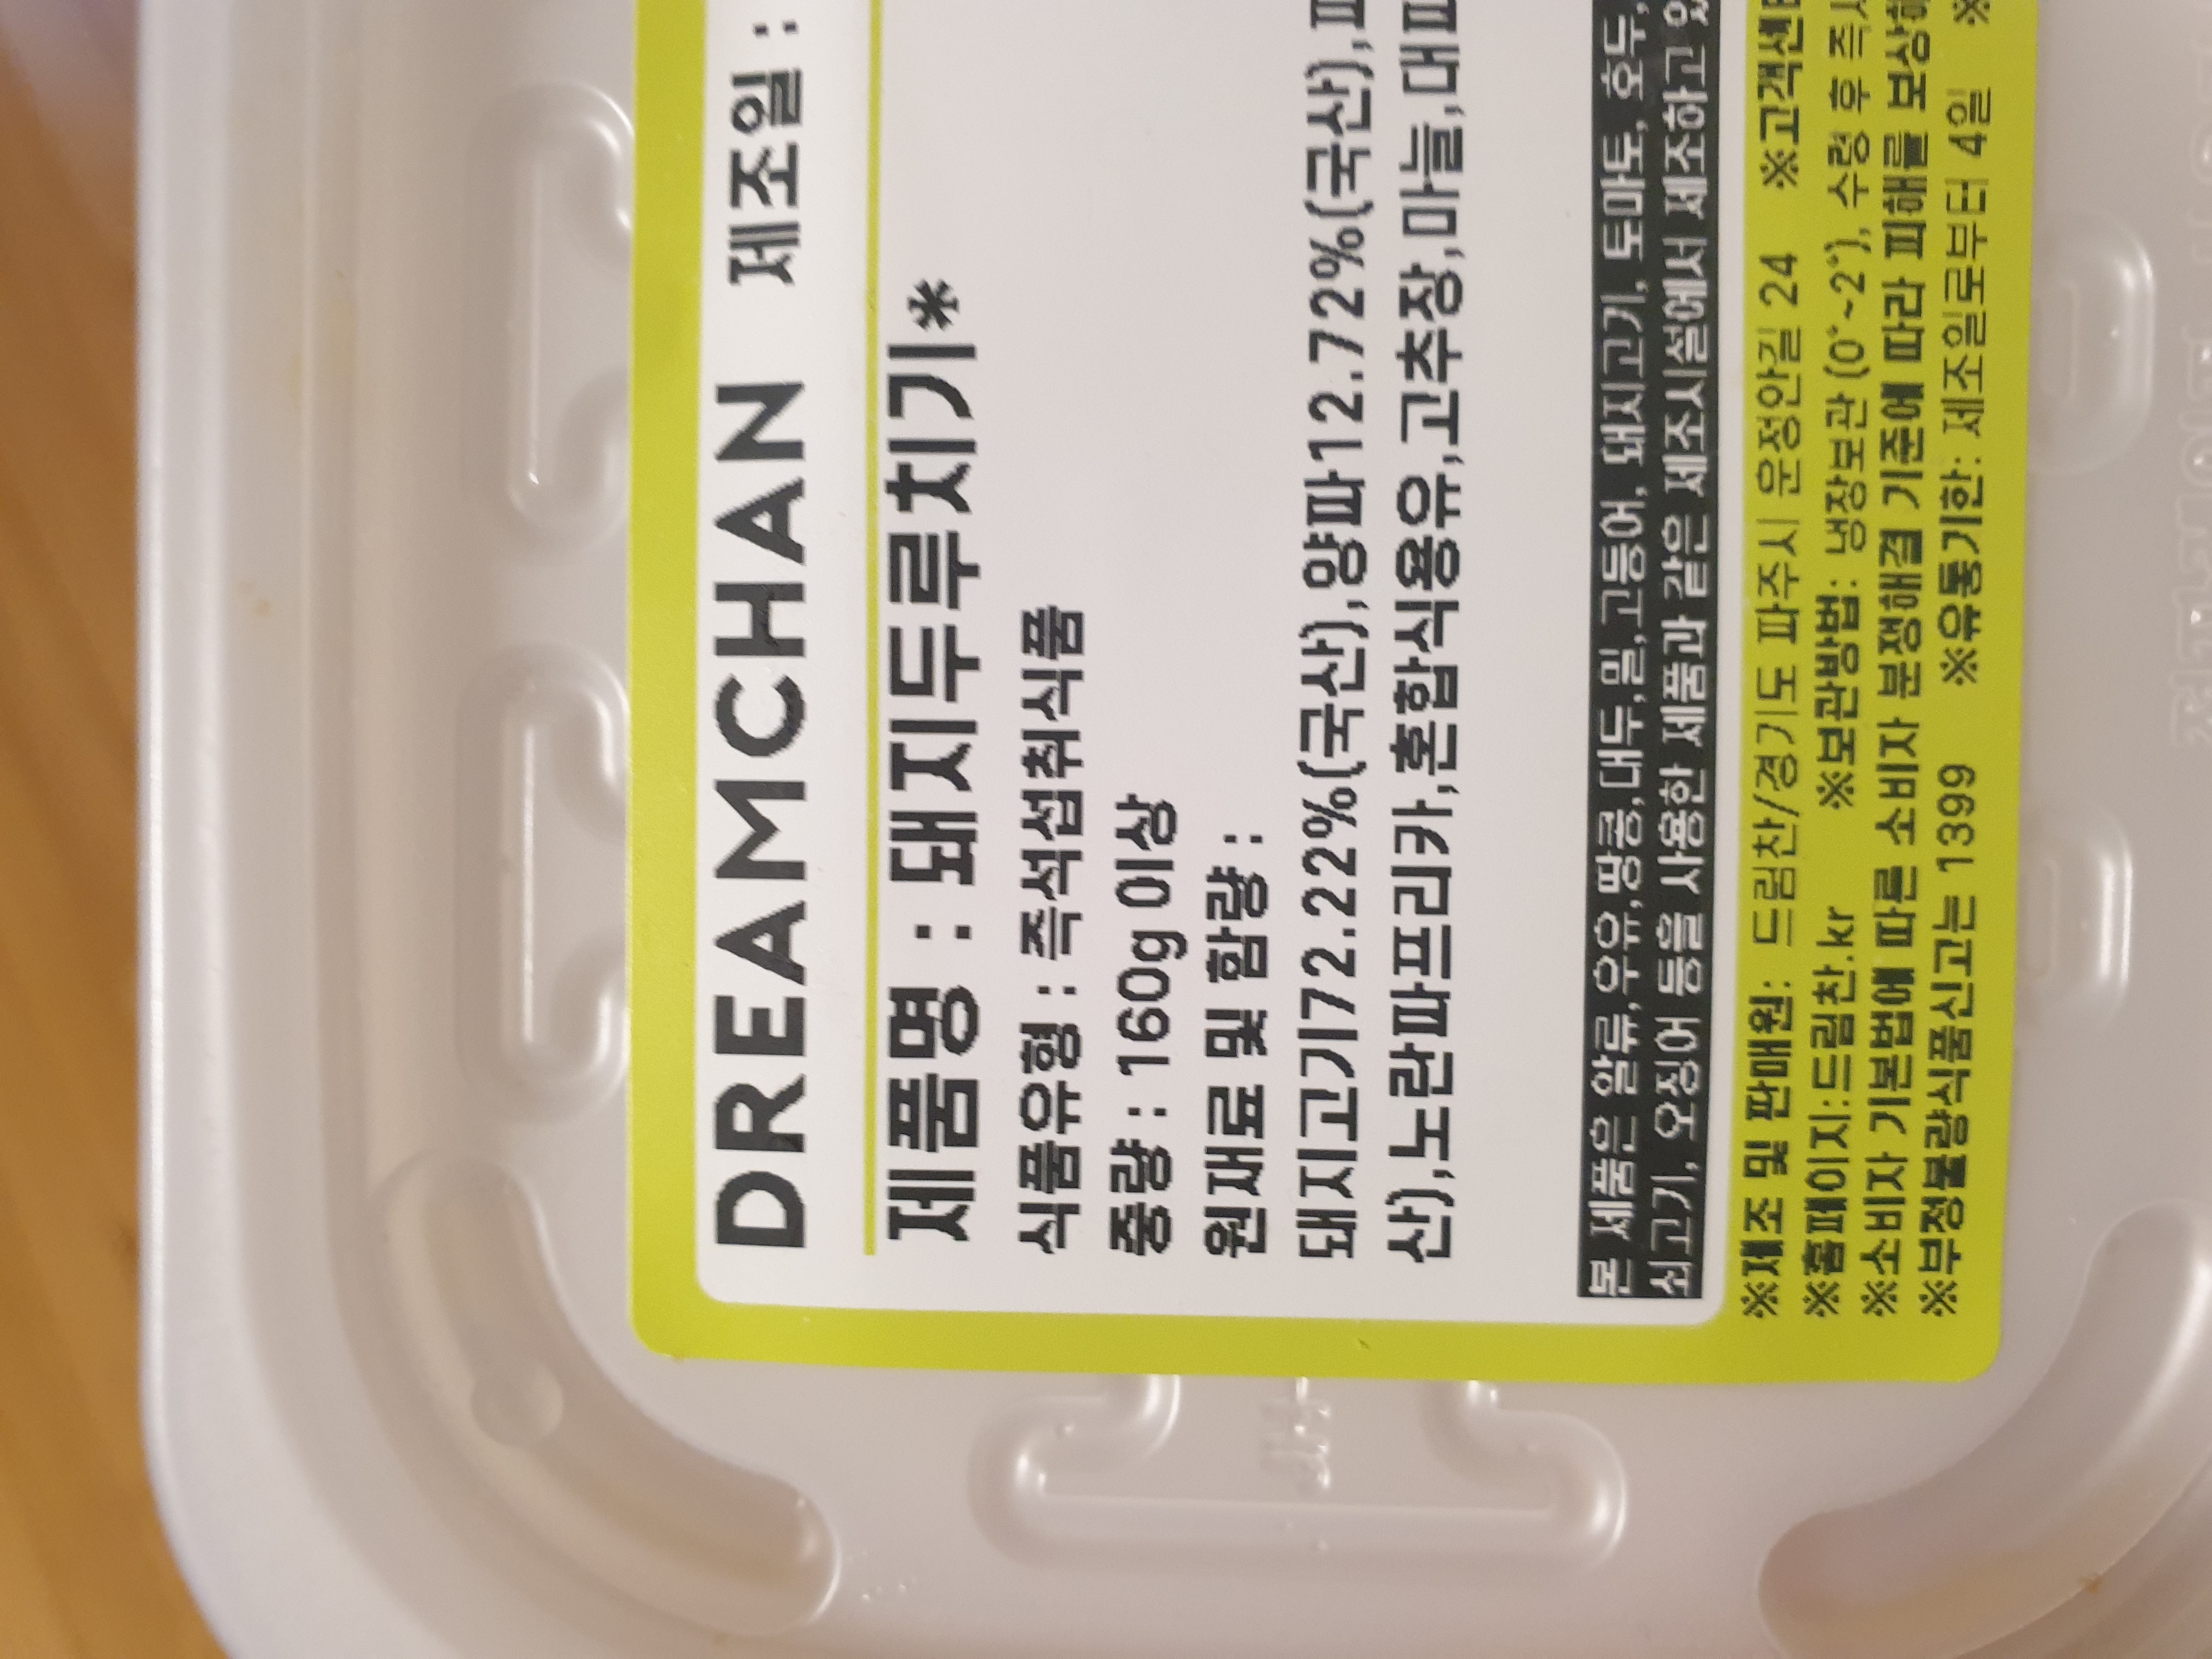 DREAMCHAN 제조일 :
제품명 : 돼지두루치기*
식품유형 : 즉석섭취식품
중량 : 160g 이상
원재료 및 함량 :
돼지고기72.22%(국산),양파12.72%(국산),파
산),노란파프리카,혼합식용유,고추장,마늘,대파
본 제품은 알류,우유,땅콩,대두,밀,고등어, 돼지고기, 토마토, 호두,
쇠고기, 오징어 등을 사용한 제품과 같은 제조시설에서 제조하고 있
※제조 및 판매원: 드림찬/경기도 파주시 운정안길 24 ※고객센터
※홈페이지:드림찬.kr ※보관방법: 냉장보관 (0°~2°), 수령 후 즉시
※소비자 기본법에 따른 소비자 분쟁해결 기준에 따라 피해를 보상하
※부정불량식품신고는 1399 ※유통기한: 제조일로부터 4일 ※